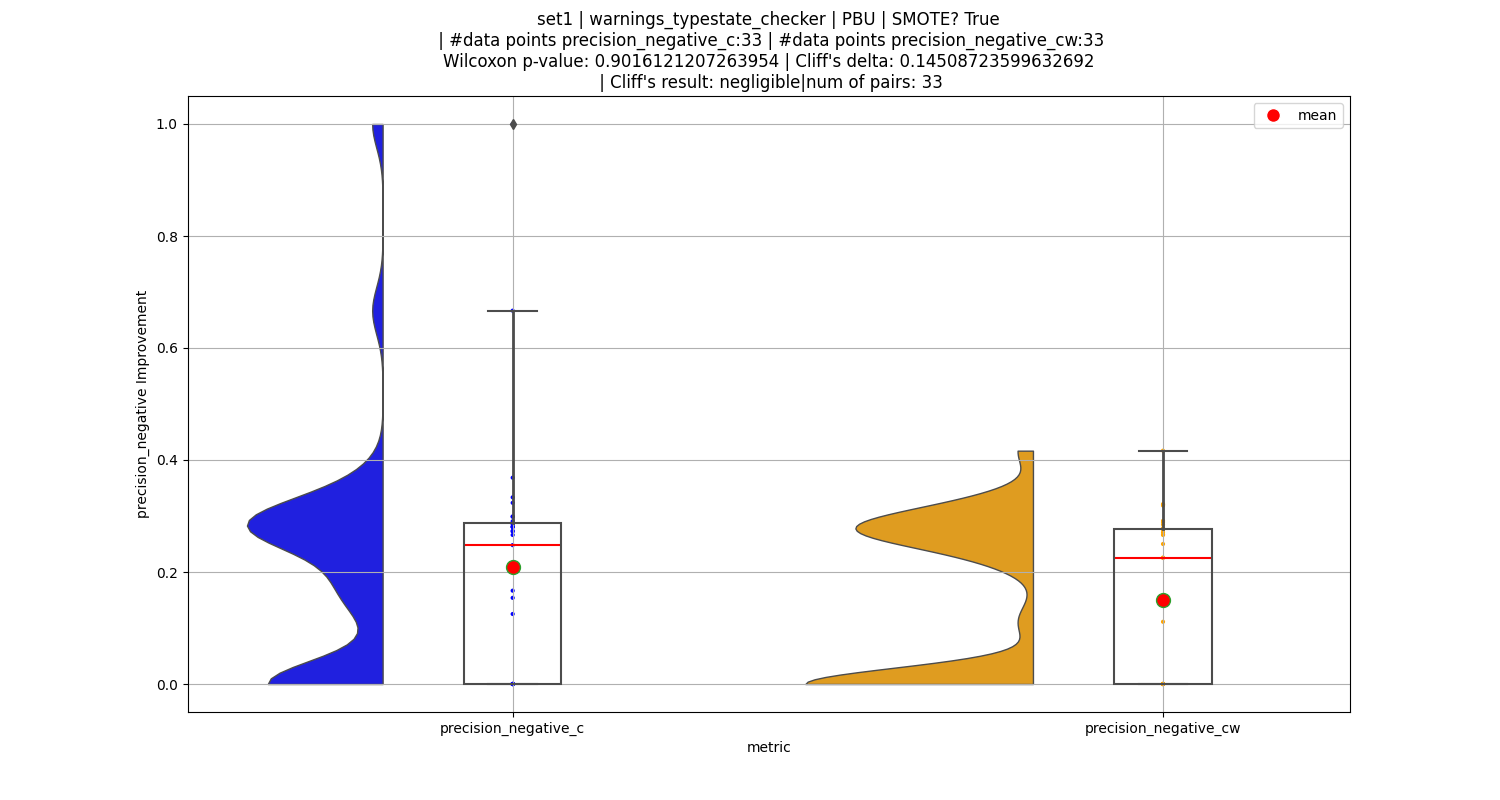 set1 | warnings_typestate_checker | PBU | SMOTE? True
| #data points precision_negative_c:33 | #data points precision_negative_cw:33
Wilcoxon p-value: 0.9016121207263954 | Cliff's delta: 0.14508723599632692
| Cliff's result: negligible|num of pairs: 33
mean
1.0
0.8
0.6
0.4
0.2
0.0
precision_negative Improvement
precision_negative_c
precision_negative_cw
metric